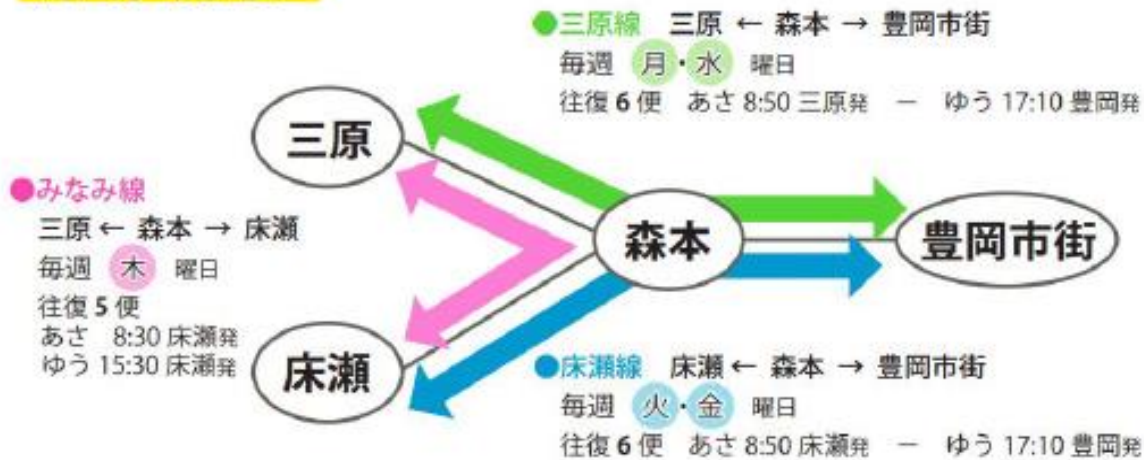 ●三原線 三原 ← 森本 → 豊岡市街
毎週 月・水 曜日
往復 6 便 あさ 8:50 三原発 － ゆう 17:10 豊岡発
三原
●みなみ線
三原 ← 森本 → 床瀬
毎週 木 曜日
往復 5 便
あさ 8:30 床瀬発
ゆう 15:30 床瀬発
森本
豊岡市街
床瀬
●床瀬線 床瀬 ← 森本 → 豊岡市街
毎週 火・金 曜日
往復 6 便 あさ 8:50 床瀬発 － ゆう 17:10 豊岡発